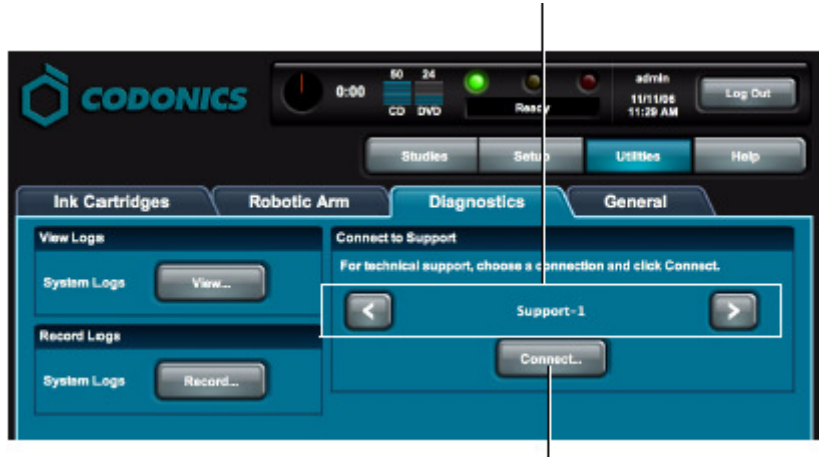 CODONICS
0:00
50 24
CD DVD
Ready
admin
11/11/06
11:29 AM
Log Out
Studies Setup Utilities Help
Ink Cartridges Robotic Arm Diagnostics General
View Logs
System Logs View...
Record Logs
System Logs Record...
Connect to Support
For technical support, choose a connection and click Connect.
< Support-1 >
Connect...